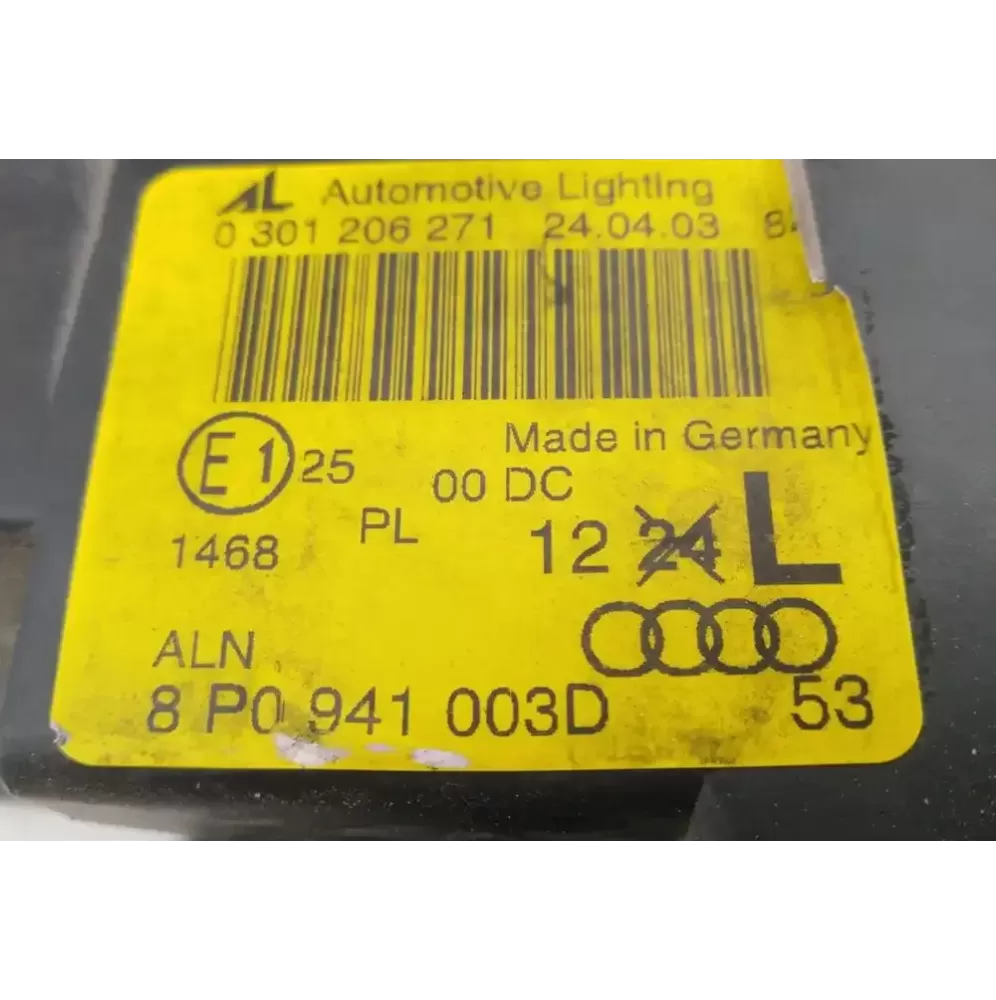 AL Automotive Lighting
0 301 206 271 24.04.03
Made in Germany
E1 25 00 DC
1468 PL 12 24 L
ALN
8 P0 941 003D 53